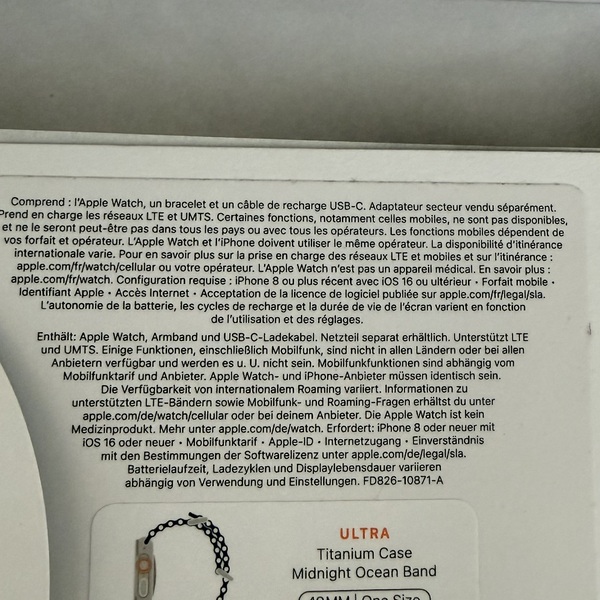 Comprend : l’Apple Watch, un bracelet et un câble de recharge USB-C. Adaptateur secteur vendu séparément.
Prend en charge les réseaux LTE et UMTS. Certaines fonctions, notamment celles mobiles, ne sont pas disponibles,
et ne le seront peut-être pas dans tous les pays ou avec tous les opérateurs. Les fonctions mobiles dépendent de
vos forfait et opérateur. L’Apple Watch et l’iPhone doivent utiliser le même opérateur. La disponibilité d’itinérance
internationale varie. Pour en savoir plus sur la prise en charge des réseaux LTE et mobiles et sur l’itinérance :
apple.com/fr/watch/cellular ou votre opérateur. L’Apple Watch n’est pas un appareil médical. En savoir plus :
apple.com/fr/watch. Configuration requise : iPhone 8 ou plus récent avec iOS 16 ou ultérieur • Forfait mobile •
Identifiant Apple • Accès Internet • Acceptation de la licence de logiciel publiée sur apple.com/fr/legal/sla.
L’autonomie de la batterie, les cycles de recharge et la durée de vie de l’écran varient en fonction
de l’utilisation et des réglages.
Enthält: Apple Watch, Armband und USB-C-Ladekabel. Netzteil separat erhältlich. Unterstützt LTE
und UMTS. Einige Funktionen, einschließlich Mobilfunk, sind nicht in allen Ländern oder bei allen
Anbietern verfügbar und werden es u. U. nicht sein. Mobilfunkfunktionen sind abhängig vom
Mobilfunktarif und Anbieter. Apple Watch- und iPhone-Anbieter müssen identisch sein.
Die Verfügbarkeit von internationalem Roaming variiert. Informationen zu
unterstützten LTE-Bändern sowie Mobilfunk- und Roaming-Fragen erhältst du unter
apple.com/de/watch/cellular oder bei deinem Anbieter. Die Apple Watch ist kein
Medizinprodukt. Mehr unter apple.com/de/watch. Erfordert: iPhone 8 oder neuer mit
iOS 16 oder neuer • Mobilfunktarif • Apple-ID • Internetzugang • Einverständnis
mit den Bestimmungen der Softwarelizenz unter apple.com/de/legal/sla.
Batterielaufzeit, Ladezyklen und Displaylebensdauer variieren
abhängig von Verwendung und Einstellungen. FD826-10871-A
ULTRA
Titanium Case
Midnight Ocean Band
49MM | One Size